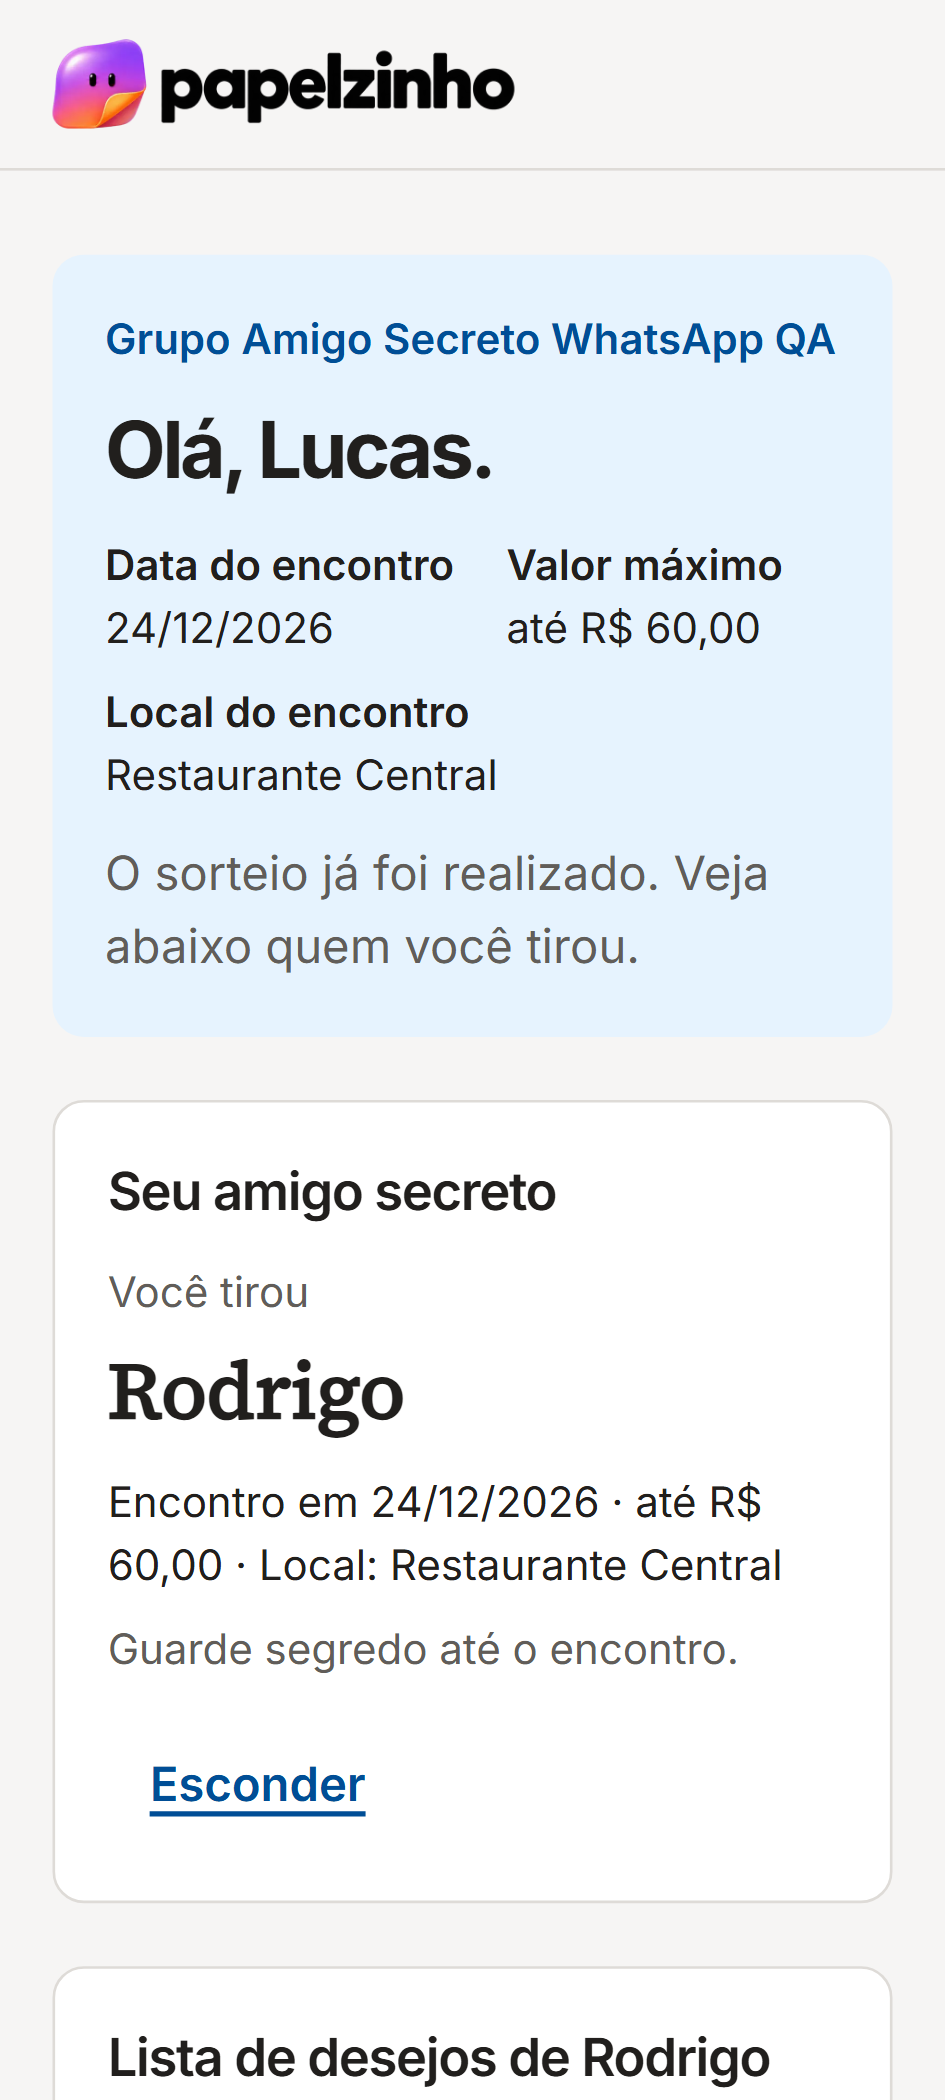 papelzinho
Grupo Amigo Secreto WhatsApp QA
Olá, Lucas.
Data do encontro
24/12/2026
Valor máximo
até R$ 60,00
Local do encontro
Restaurante Central
O sorteio já foi realizado. Veja
abaixo quem você tirou.
Seu amigo secreto
Você tirou
Rodrigo
Encontro em 24/12/2026 · até R$
60,00 · Local: Restaurante Central
Guarde segredo até o encontro.
Esconder
Lista de desejos de Rodrigo